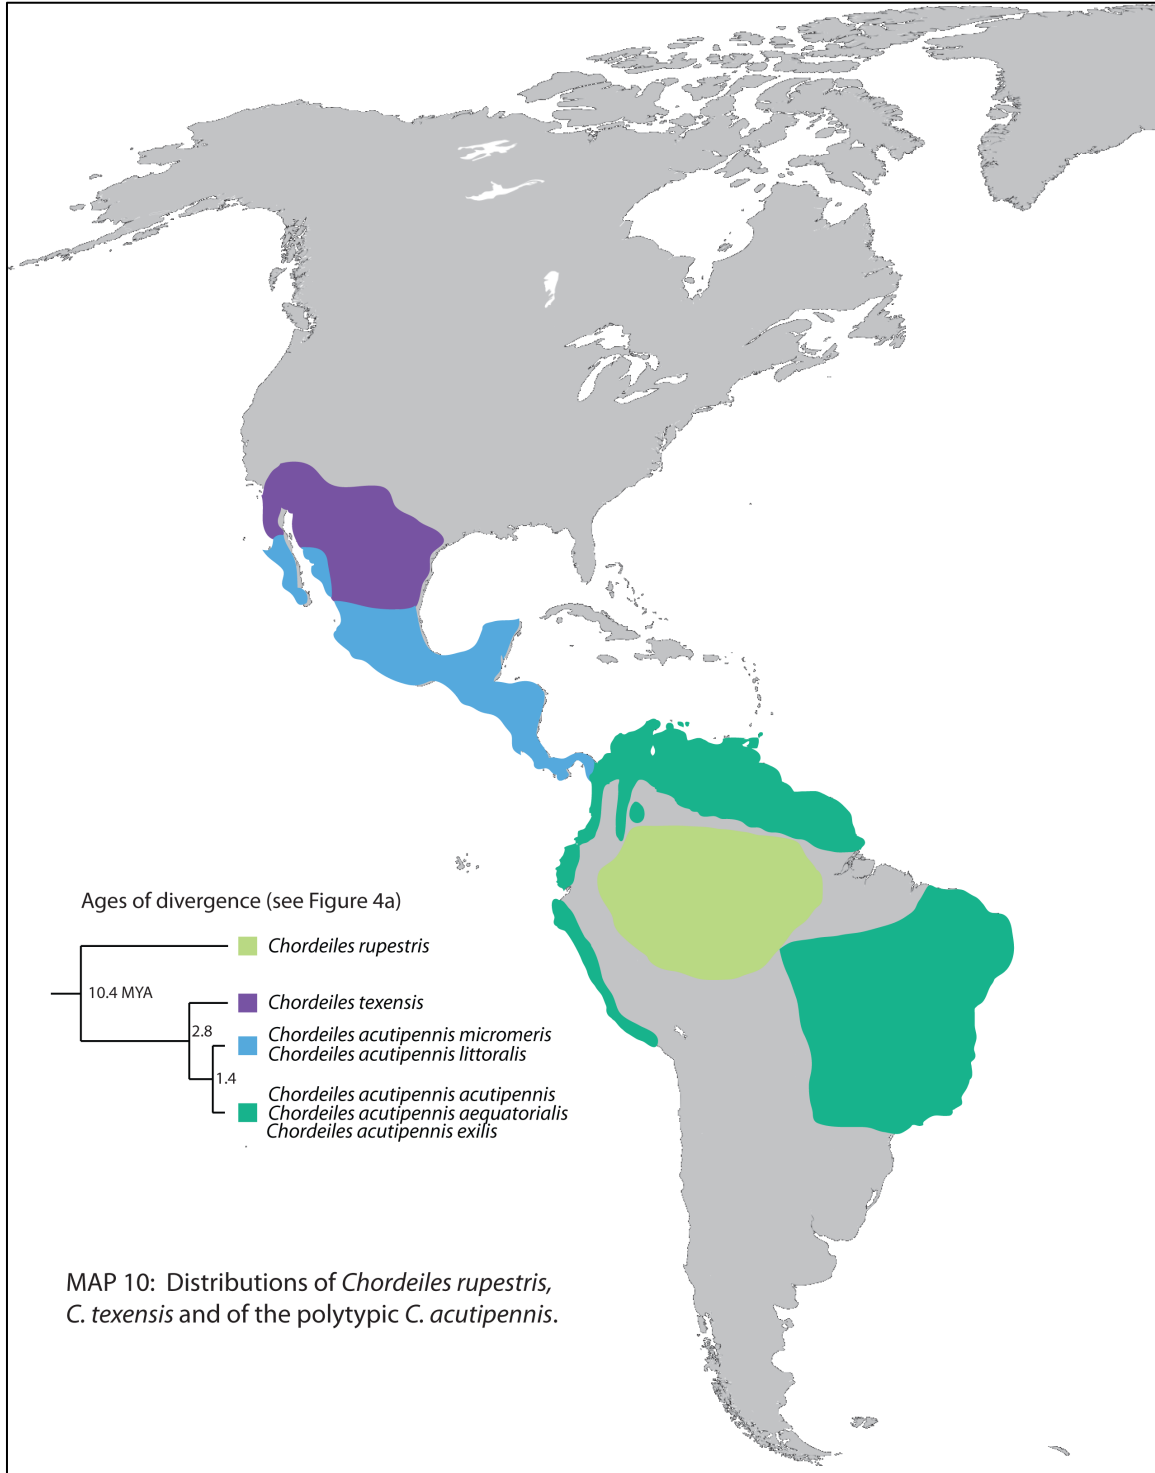 Ages of divergence (see Figure 4a)
Chordeiles rupestris
10.4 MYA
Chordeiles texensis
2.8
Chordeiles acutipennis micromeris
Chordeiles acutipennis littoralis
1.4
Chordeiles acutipennis acutipennis
Chordeiles acutipennis aequatorialis
Chordeiles acutipennis exilis
MAP 10: Distributions of Chordeiles rupestris,
C. texensis and of the polytypic C. acutipennis.